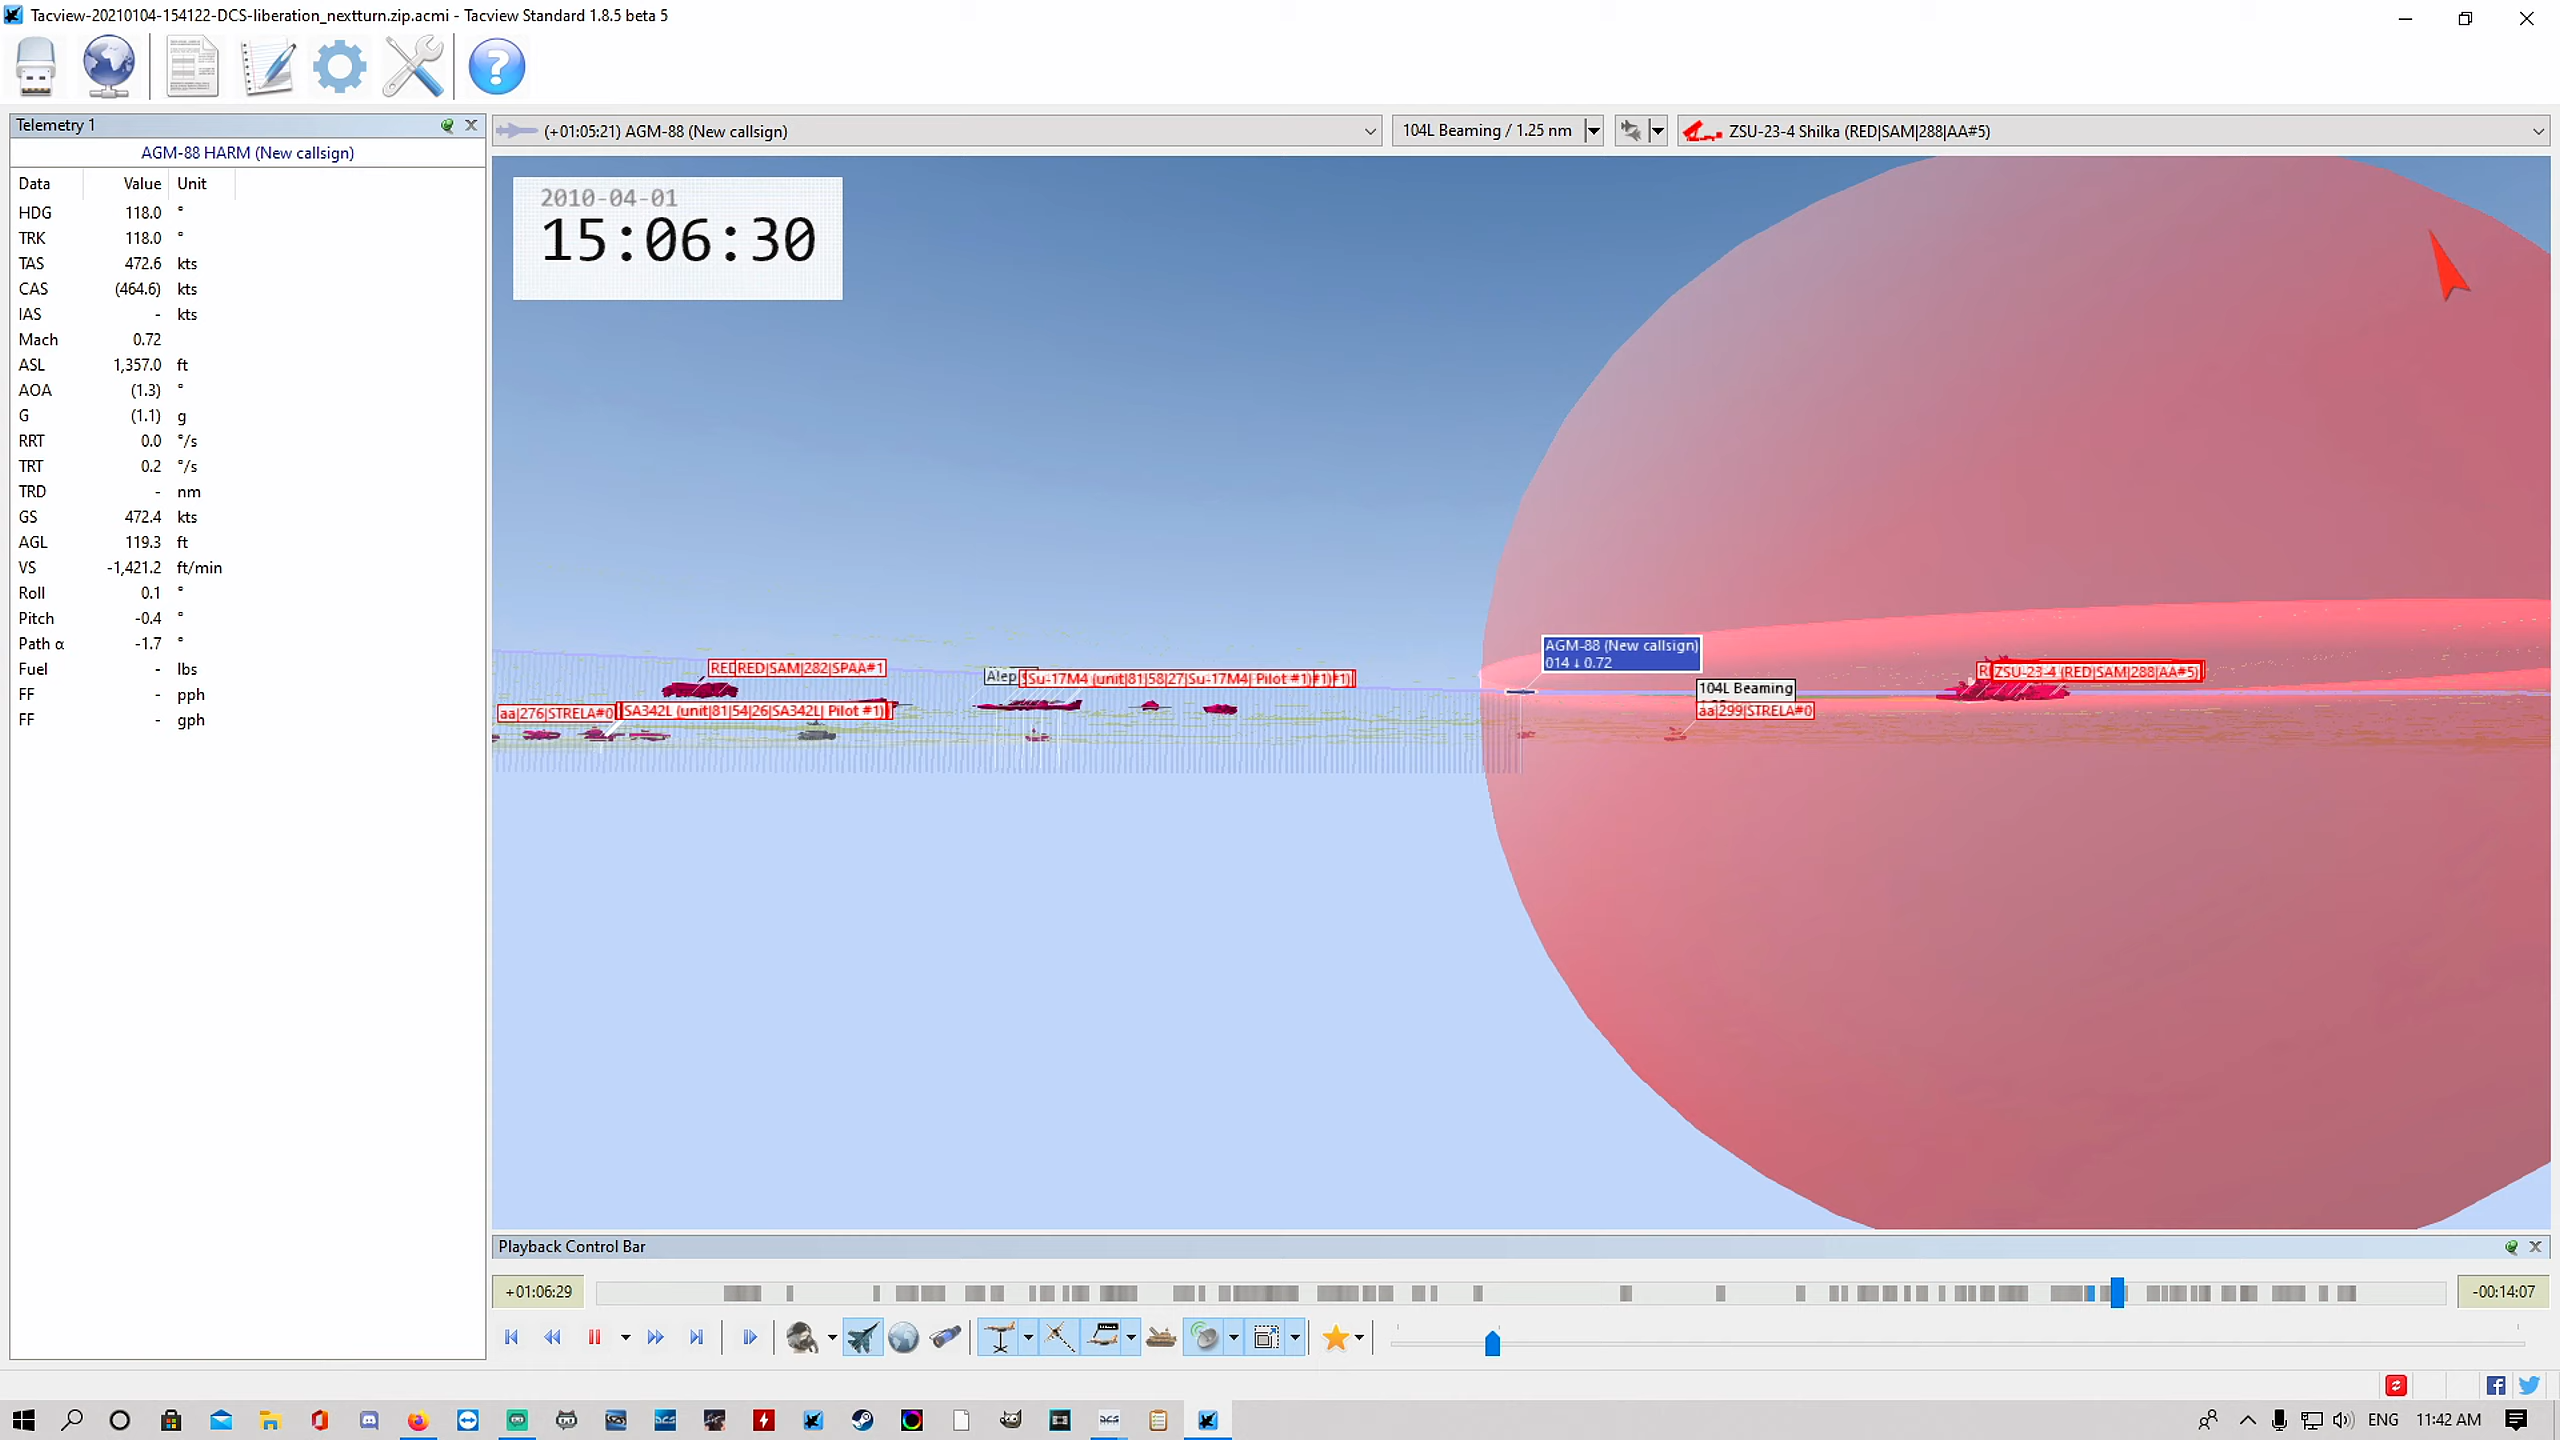 Tacview-20210104-154122-DCS-liberation_nextturn.zip.acmi - Tacview Standard 1.8.5 beta 5
Telemetry 1
AGM-88 HARM (New callsign)
Data Value Unit
HDG 118.0 °
TRK 118.0 °
TAS 472.6 kts
CAS (464.6) kts
IAS - kts
Mach 0.72
ASL 1,357.0 ft
AOA (1.3) °
G (1.1) g
RRT 0.0 °/s
TRT 0.2 °/s
TRD - nm
GS 472.4 kts
AGL 119.3 ft
VS -1,421.2 ft/min
Roll 0.1 °
Pitch -0.4 °
Path α -1.7 °
Fuel - lbs
FF - pph
FF - gph
(+01:05:21) AGM-88 (New callsign)
104L Beaming / 1.25 nm
ZSU-23-4 Shilka (RED|SAM|288|AA#5)
2010-04-01
15:06:30
RED RED|SAM|282|SPAA#1
Alep Su-17M4 (unit|81|58|27|Su-17M4| Pilot #1) #1) #1)
aa|276|STRELA#0 SA342L (unit|81|54|26|SA342L| Pilot #1)
AGM-88 (New callsign)
014↓0.72
104L Beaming
aa|299|STRELA#0
R ZSU-23-4 (RED|SAM|288|AA#5)
Playback Control Bar
+01:06:29
-00:14:07
ENG 11:42 AM